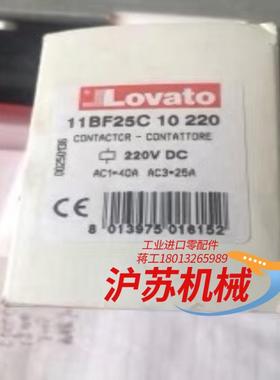 Lovato
11BF25C 10 220
CONTACTOR - CONTATTORE
220V DC
AC1=40A AC3=25A
CE
8 013975 016152
工业进口零配件
蒋工18013265989
沪苏机械